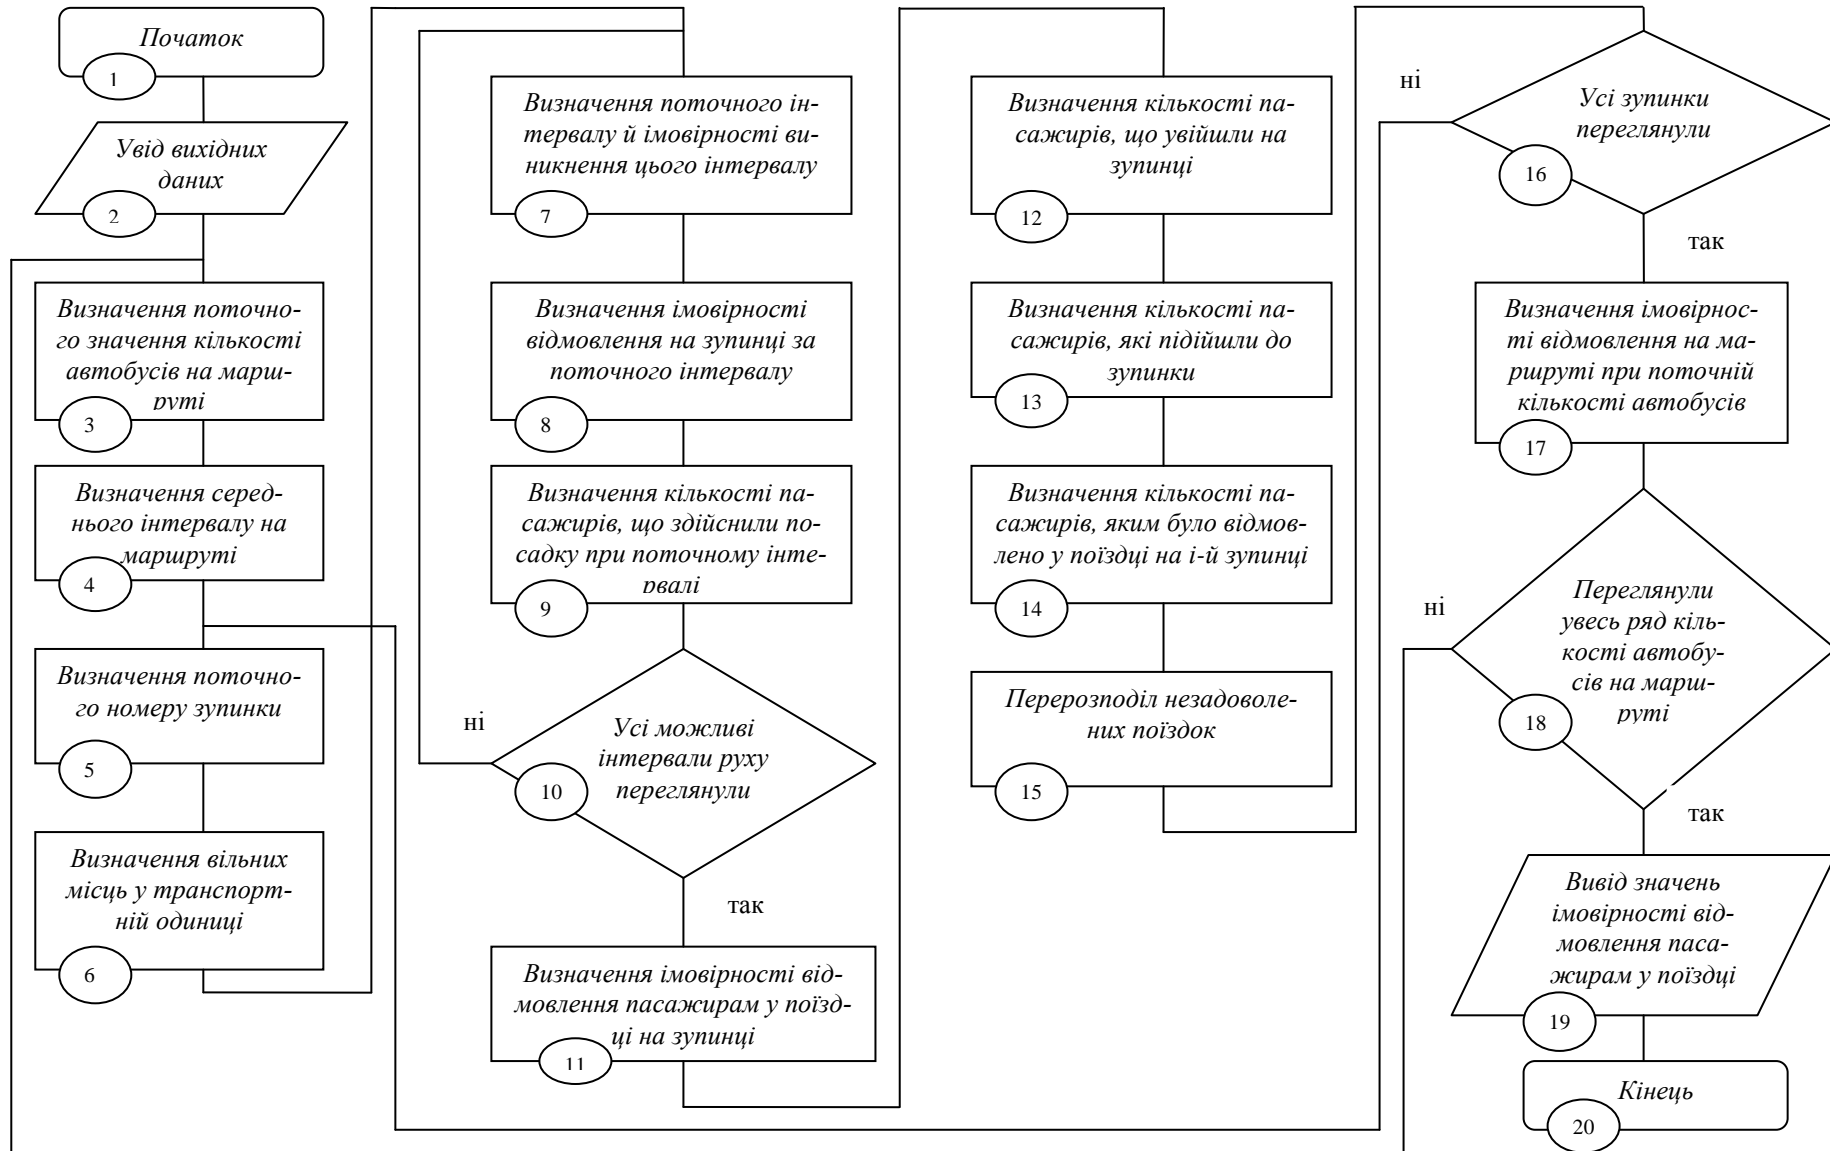 Початок
1
Увід вихідних
даних
2
Визначення поточно-
го значення кількості
автобусів на марш-
руті
3
Визначення серед-
нього інтервалу на
маршруті
4
Визначення поточно-
го номеру зупинки
5
Визначення вільних
місць у транспорт-
ній одиниці
6
Визначення поточного ін-
тервалу й імовірності ви-
никнення цього інтервалу
7
Визначення імовірності
відмовлення на зупинці за
поточного інтервалу
8
Визначення кількості па-
сажирів, що здійснили по-
садку при поточному інте-
рвалі
9
ні
Усі можливі
інтервали руху
переглянули
10
так
Визначення імовірності від-
мовлення пасажирам у поїзд-
ці на зупинці
11
Визначення кількості па-
сажирів, що увійшли на
зупинці
12
Визначення кількості па-
сажирів, які підійшли до
зупинки
13
Визначення кількості па-
сажирів, яким було відмов-
лено у поїздці на і-й зупинці
14
Перерозподіл незадоволе-
них поїздок
15
ні
Усі зупинки
переглянули
16
так
Визначення імовірнос-
ті відмовлення на ма-
ршруті при поточній
кількості автобусів
17
ні
Переглянули
увесь ряд кіль-
кості автобу-
сів на марш-
руті
18
так
Вивід значень
імовірності від-
мовлення паса-
жирам у поїздці
19
Кінець
20